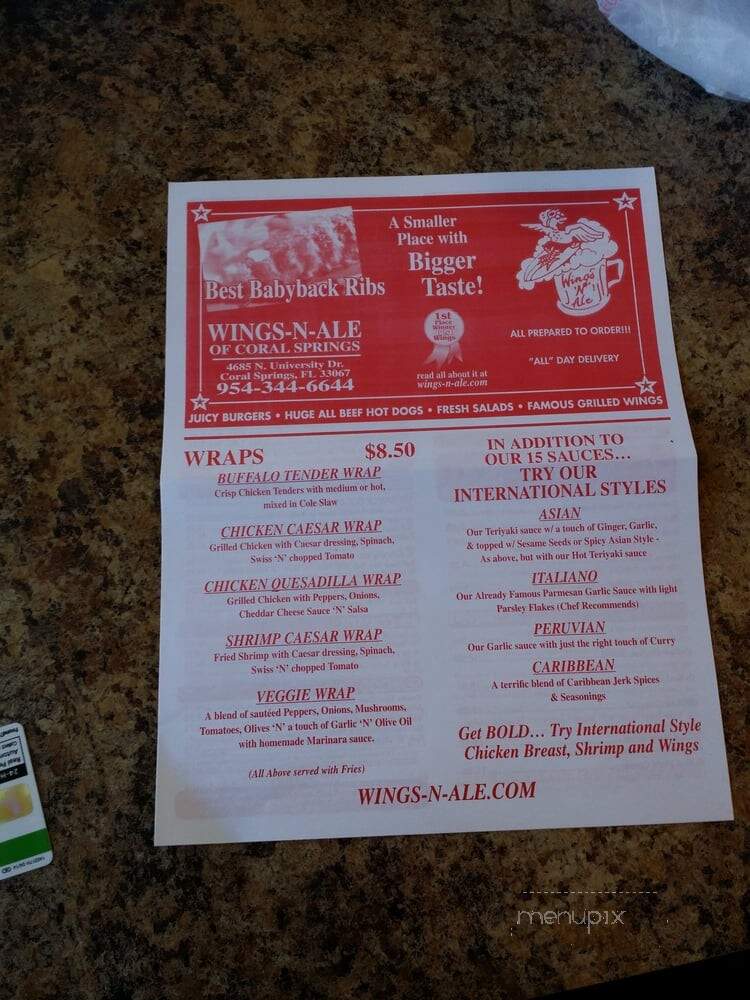 Best Babyback Ribs
WINGS-N-ALE
OF CORAL SPRINGS
4685 N. University Dr.
Coral Springs, FL 33067
954-344-6644
A Smaller
Place with
Bigger
Taste!
1st
Place
Winner
Hot
Wings
read all about it at
wings-n-ale.com
Wings
'N'
Ale
ALL PREPARED TO ORDER!!!
"ALL" DAY DELIVERY
JUICY BURGERS • HUGE ALL BEEF HOT DOGS • FRESH SALADS • FAMOUS GRILLED WINGS
WRAPS $8.50
BUFFALO TENDER WRAP
Crisp Chicken Tenders with medium or hot,
mixed in Cole Slaw
CHICKEN CAESAR WRAP
Grilled Chicken with Caesar dressing, Spinach,
Swiss 'N' chopped Tomato
CHICKEN QUESADILLA WRAP
Grilled Chicken with Peppers, Onions,
Cheddar Cheese Sauce 'N' Salsa
SHRIMP CAESAR WRAP
Fried Shrimp with Caesar dressing, Spinach,
Swiss 'N' chopped Tomato
VEGGIE WRAP
A blend of sautéed Peppers, Onions, Mushrooms,
Tomatoes, Olives 'N' a touch of Garlic 'N' Olive Oil
with homemade Marinara sauce.
(All Above served with Fries)
IN ADDITION TO
OUR 15 SAUCES...
TRY OUR
INTERNATIONAL STYLES
ASIAN
Our Teriyaki sauce w/ a touch of Ginger, Garlic,
& topped w/ Sesame Seeds or Spicy Asian Style -
As above, but with our Hot Teriyaki sauce
ITALIANO
Our Already Famous Parmesan Garlic Sauce with light
Parsley Flakes (Chef Recommends)
PERUVIAN
Our Garlic sauce with just the right touch of Curry
CARIBBEAN
A terrific blend of Caribbean Jerk Spices
& Seasonings
Get BOLD... Try International Style
Chicken Breast, Shrimp and Wings
WINGS-N-ALE.COM
menupix